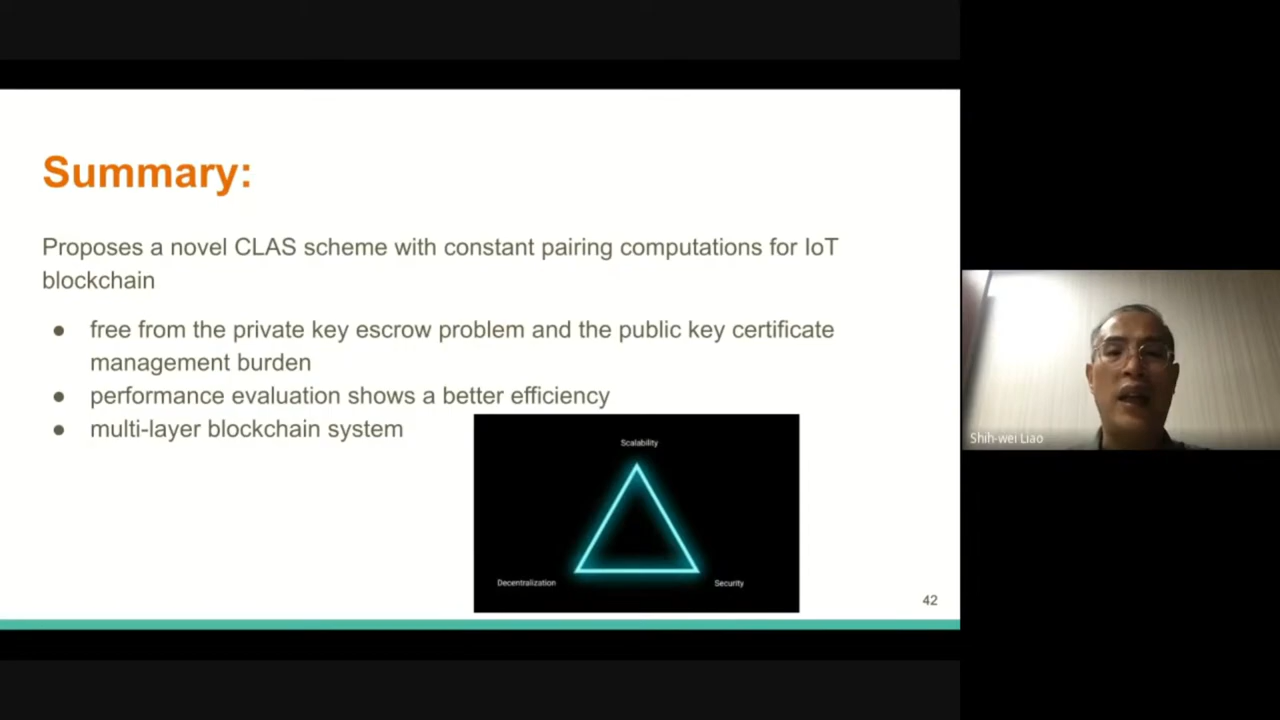 Summary:
Proposes a novel CLAS scheme with constant pairing computations for IoT
blockchain
● free from the private key escrow problem and the public key certificate
management burden
● performance evaluation shows a better efficiency
● multi-layer blockchain system
Scalability
Decentralization
Security
42
Shih-wei Liao